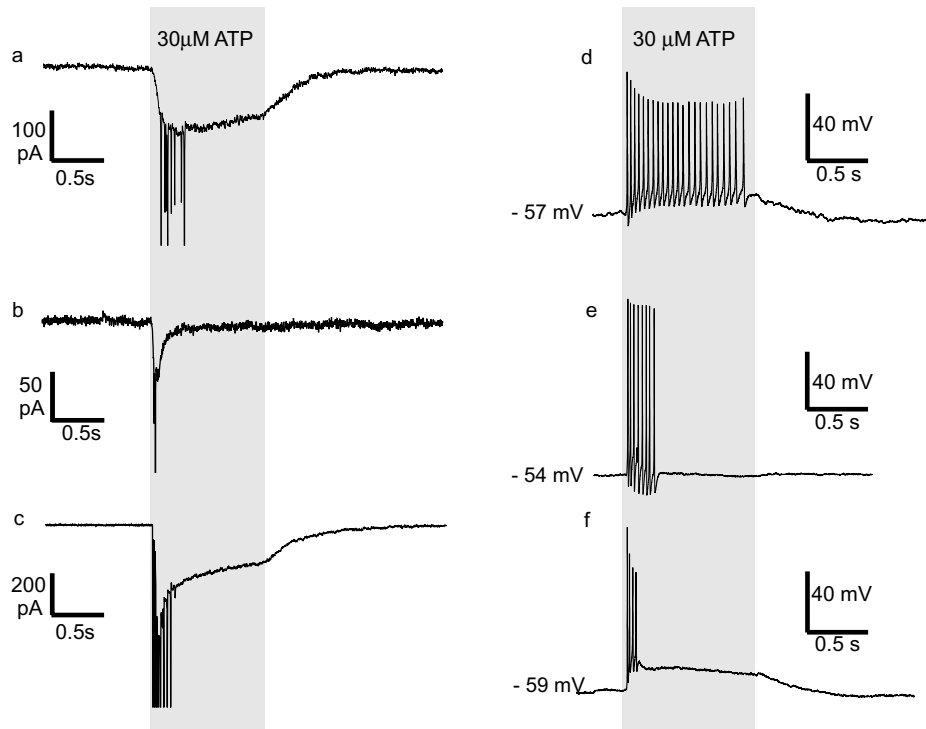 30μM ATP
a
100
pA
0.5s
b
50
pA
0.5s
c
200
pA
0.5s
30 μM ATP
d
40 mV
0.5 s
- 57 mV
e
40 mV
0.5 s
- 54 mV
f
40 mV
0.5 s
- 59 mV